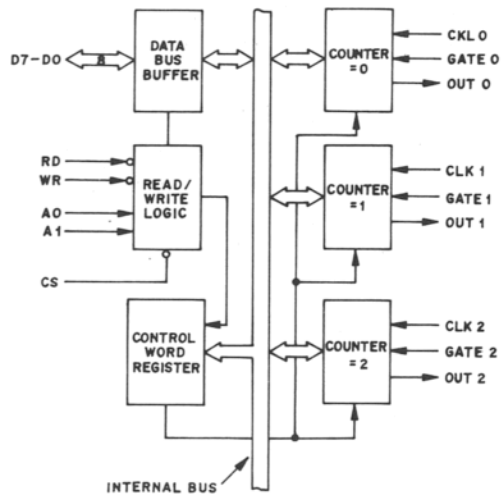 D7-D0
8
DATA
BUS
BUFFER
COUNTER
=0
CKL 0
GATE 0
OUT 0
RD
WR
A0
A1
CS
READ/
WRITE
LOGIC
COUNTER
=1
CLK 1
GATE 1
OUT 1
CONTROL
WORD
REGISTER
COUNTER
=2
CLK 2
GATE 2
OUT 2
INTERNAL BUS